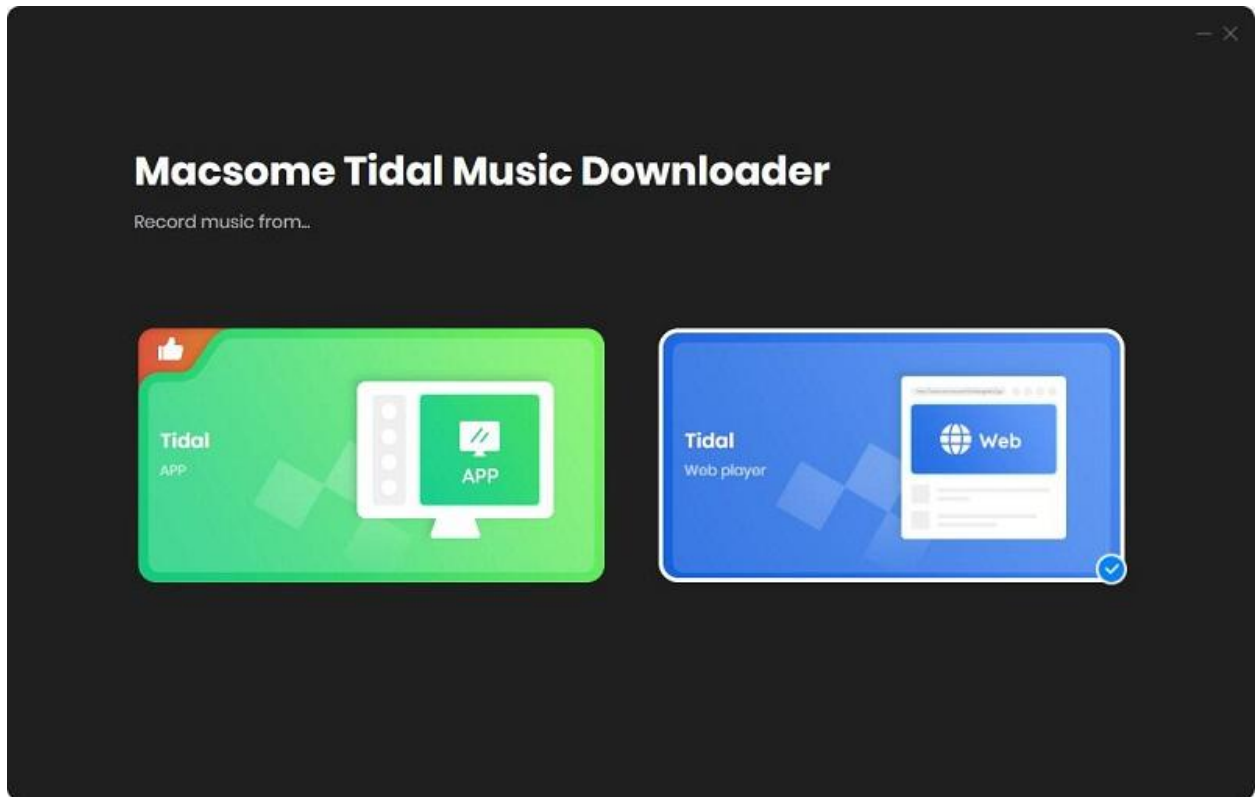 Macsome Tidal Music Downloader
Record music from...
Tidal
APP
APP
Tidal
Web player
Web